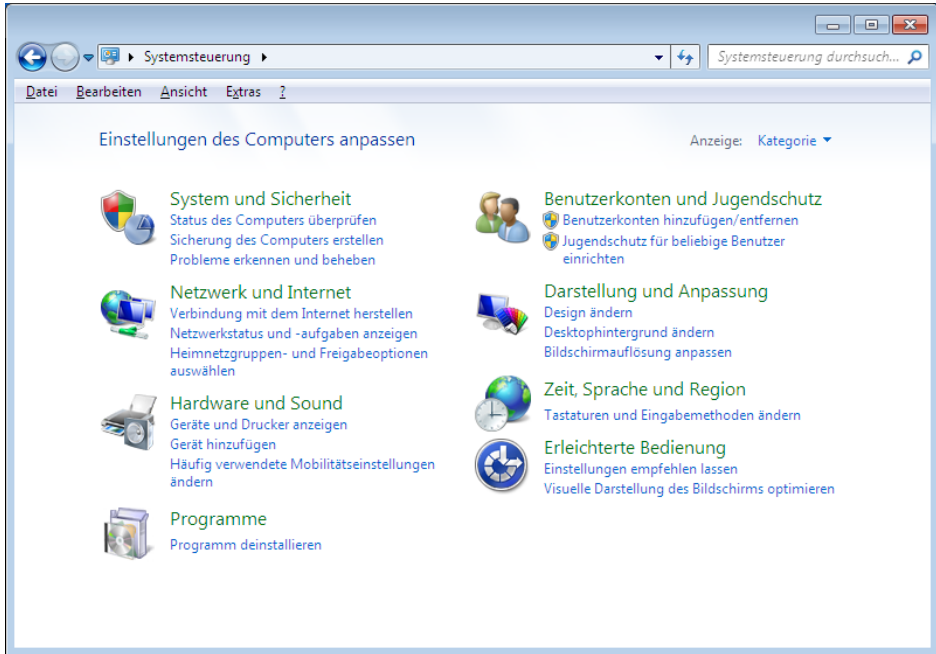 Systemsteuerung
Systemsteuerung durchsuch...
Datei Bearbeiten Ansicht Extras ?
Einstellungen des Computers anpassen
Anzeige: Kategorie
System und Sicherheit
Status des Computers überprüfen
Sicherung des Computers erstellen
Probleme erkennen und beheben
Netzwerk und Internet
Verbindung mit dem Internet herstellen
Netzwerkstatus und -aufgaben anzeigen
Heimnetzgruppen- und Freigabeoptionen
auswählen
Hardware und Sound
Geräte und Drucker anzeigen
Gerät hinzufügen
Häufig verwendete Mobilitätseinstellungen
ändern
Programme
Programm deinstallieren
Benutzerkonten und Jugendschutz
Benutzerkonten hinzufügen/entfernen
Jugendschutz für beliebige Benutzer
einrichten
Darstellung und Anpassung
Design ändern
Desktophintergrund ändern
Bildschirmauflösung anpassen
Zeit, Sprache und Region
Tastaturen und Eingabemethoden ändern
Erleichterte Bedienung
Einstellungen empfehlen lassen
Visuelle Darstellung des Bildschirms optimieren